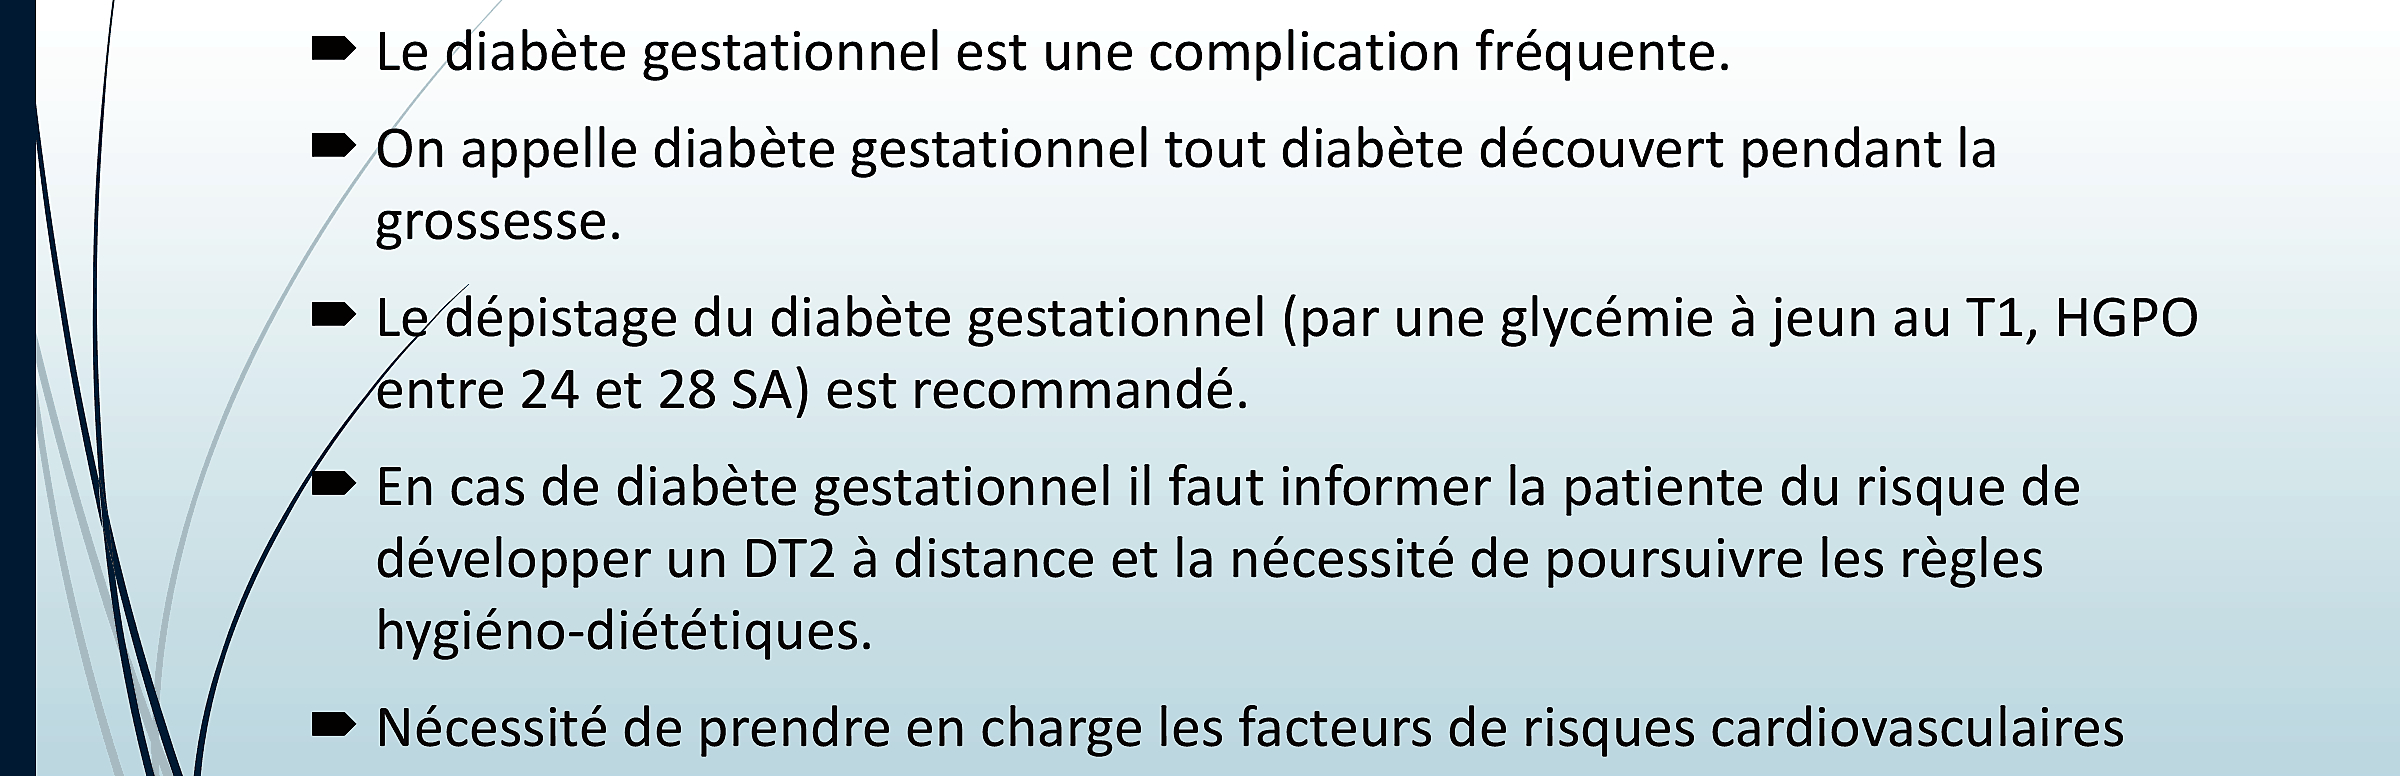 Le diabète gestationnel est une complication fréquente.
On appelle diabète gestationnel tout diabète découvert pendant la
grossesse.
Le dépistage du diabète gestationnel (par une glycémie à jeun au T1, HGPO
entre 24 et 28 SA) est recommandé.
En cas de diabète gestationnel il faut informer la patiente du risque de
développer un DT2 à distance et la nécessité de poursuivre les règles
hygiéno-diététiques.
Nécessité de prendre en charge les facteurs de risques cardiovasculaires